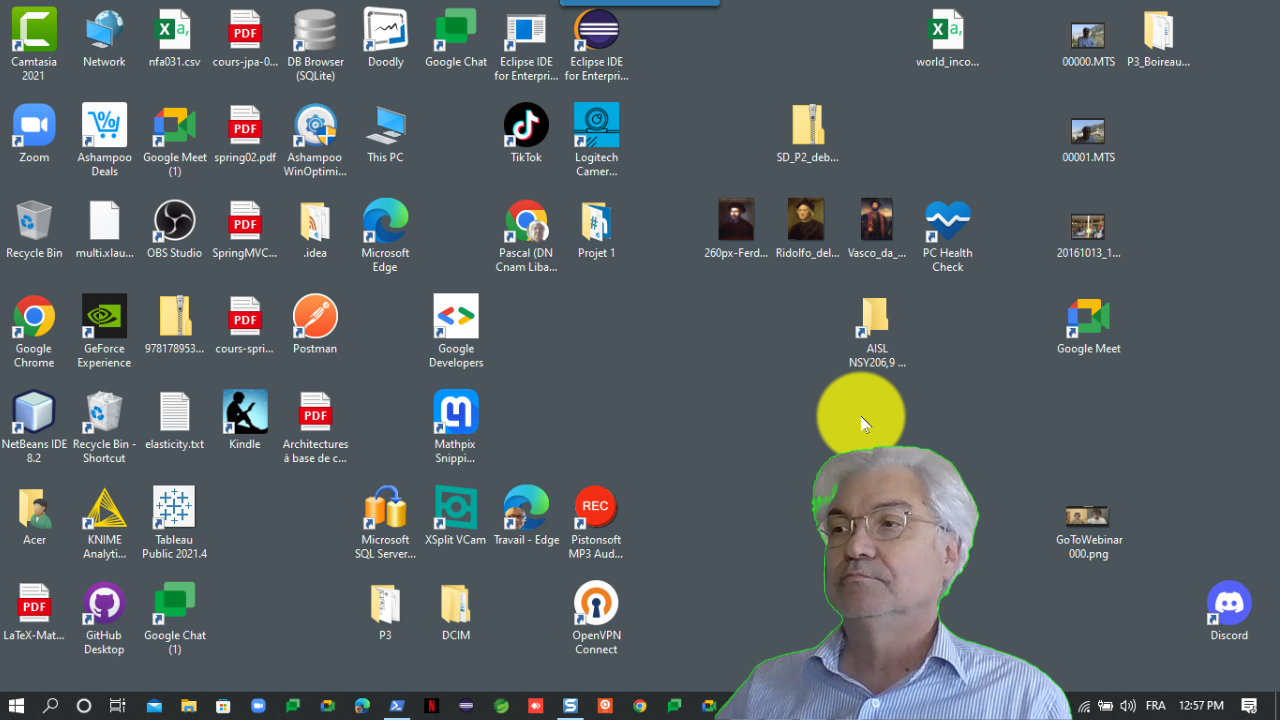 Camtasia
2021
Network
nfa031.csv
PDF
cours-jpa-0...
DB Browser
(SQLite)
Doodly
Google Chat
Eclipse IDE
for Enterpri...
Eclipse IDE
for Enterpri...
world_inco...
00000.MTS
P3_Boireau...
Zoom
Ashampoo
Deals
Google Meet
(1)
PDF
spring02.pdf
Ashampoo
WinOptimi...
This PC
TikTok
Logitech
Camer...
SD_P2_deb...
00001.MTS
Recycle Bin
multi.xlau...
OBS Studio
PDF
SpringMVC...
.idea
Microsoft
Edge
Pascal (DN
Cnam Liba...
Projet 1
260px-Ferd...
Ridolfo_del...
Vasco_da_...
PC Health
Check
20161013_1...
Google
Chrome
GeForce
Experience
978178953...
PDF
cours-spri...
Postman
Google
Developers
AISL
NSY206,9 ...
Google Meet
NetBeans IDE
8.2
Recycle Bin -
Shortcut
elasticity.txt
Kindle
PDF
Architectures
à base de c...
Mathpix
Snippi...
Acer
KNIME
Analyti...
Tableau
Public 2021.4
Microsoft
SQL Server...
XSplit VCam
Travail - Edge
REC
Pistonsoft
MP3 Aud...
GoToWebinar
000.png
PDF
LaTeX-Mat...
GitHub
Desktop
Google Chat
(1)
P3
DCIM
OpenVPN
Connect
Discord
FRA
12:57 PM